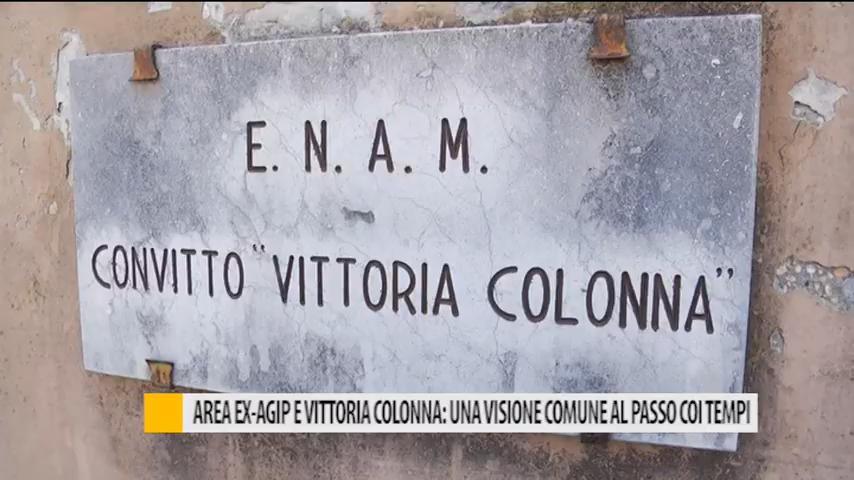 E. N. A. M.
CONVITTO "VITTORIA COLONNA"
AREA EX-AGIP E VITTORIA COLONNA: UNA VISIONE COMUNE AL PASSO COI TEMPI